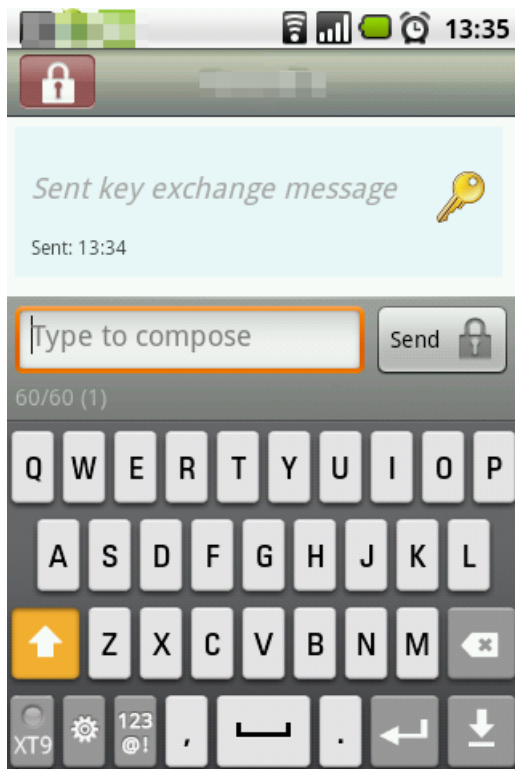 13:35
Sent key exchange message
Sent: 13:34
Type to compose
Send
60/60 (1)
Q W E R T Y U I O P
A S D F G H J K L
Z X C V B N M
XT9 123 @! , .